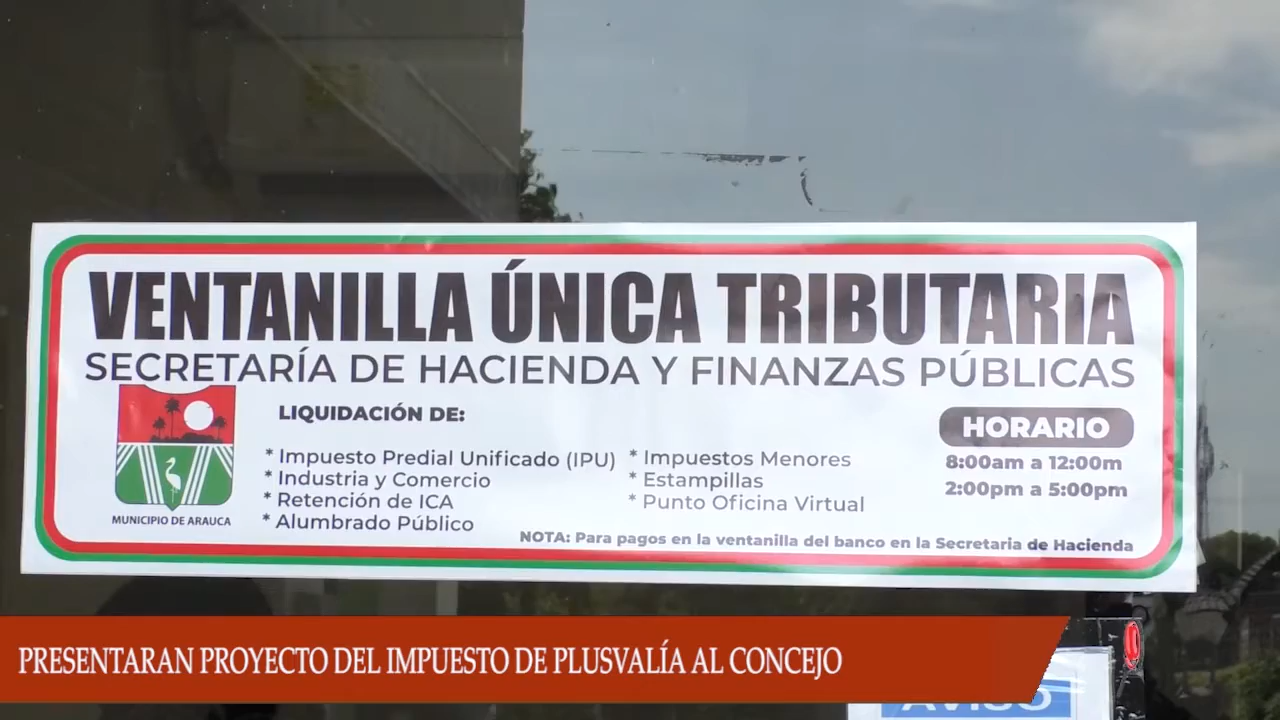 VENTANILLA ÚNICA TRIBUTARIA
SECRETARÍA DE HACIENDA Y FINANZAS PÚBLICAS
LIQUIDACIÓN DE:
* Impuesto Predial Unificado (IPU)
* Industria y Comercio
* Retención de ICA
* Alumbrado Público
* Impuestos Menores
* Estampillas
* Punto Oficina Virtual
HORARIO
8:00am a 12:00m
2:00pm a 5:00pm
MUNICIPIO DE ARAUCA
NOTA: Para pagos en la ventanilla del banco en la Secretaria de Hacienda
PRESENTARAN PROYECTO DEL IMPUESTO DE PLUSVALÍA AL CONCEJO
AVISO